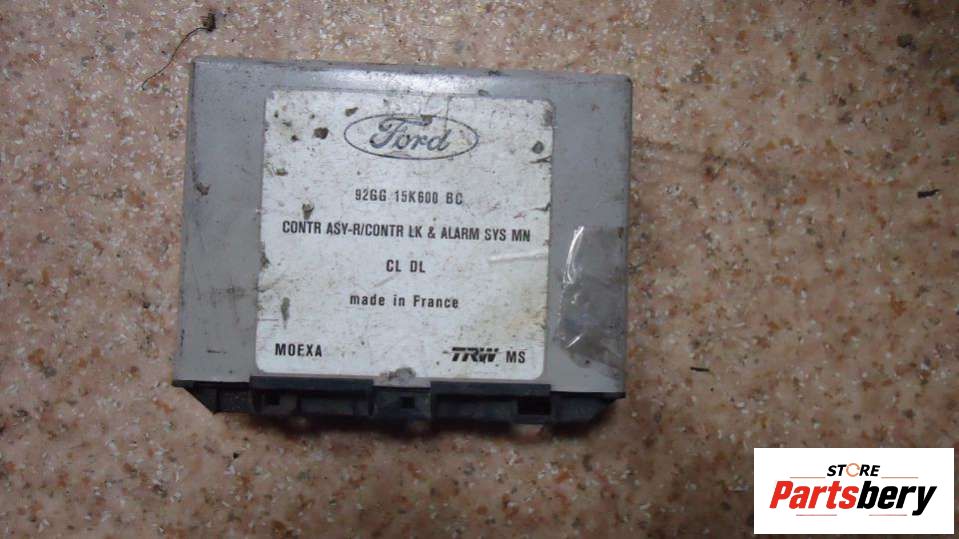 Ford
92GG 15K600 BC
CONTR ASY-R/CONTR LK & ALARM SYS MN
CL DL
made in France
MOEXA TRW MS
STORE
Partsbery